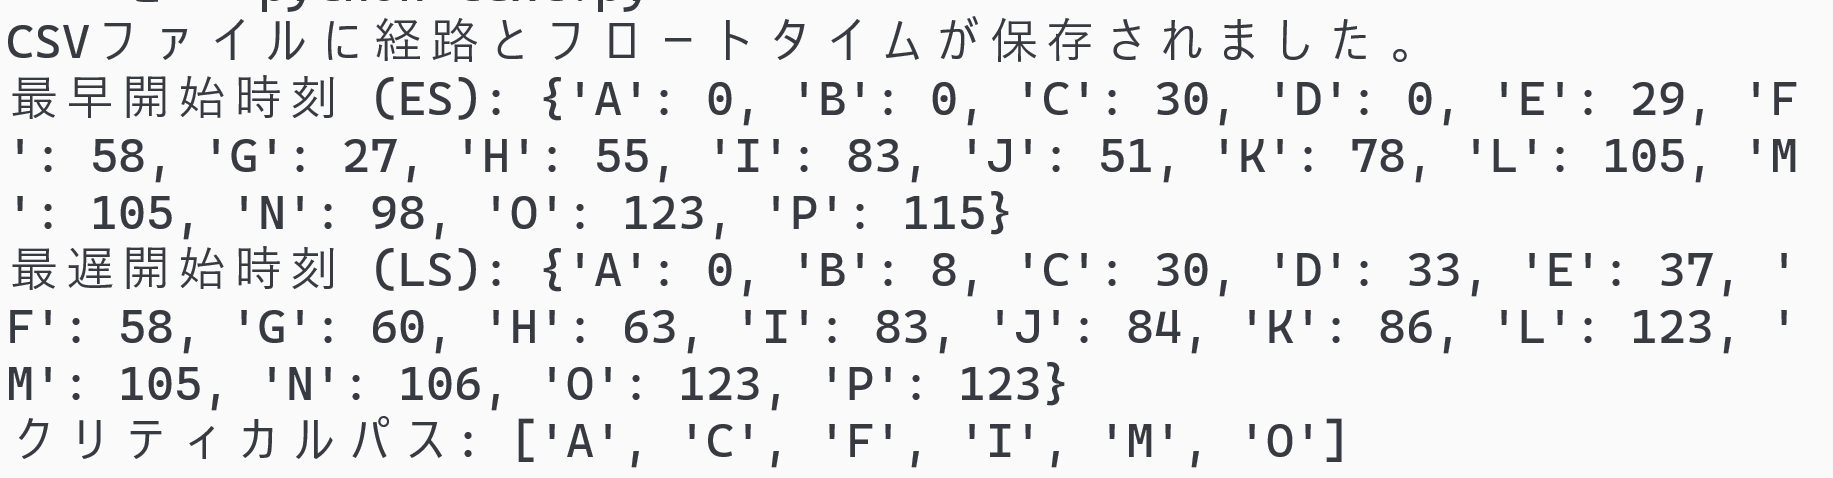 CSVファイルに経路とフロータイムが保存されました。
最早開始時刻 (ES): {'A': 0, 'B': 0, 'C': 30, 'D': 0, 'E': 29, 'F
': 58, 'G': 27, 'H': 55, 'I': 83, 'J': 51, 'K': 78, 'L': 105, 'M
': 105, 'N': 98, 'O': 123, 'P': 115}
最遅開始時刻 (LS): {'A': 0, 'B': 8, 'C': 30, 'D': 33, 'E': 37, '
F': 58, 'G': 60, 'H': 63, 'I': 83, 'J': 84, 'K': 86, 'L': 123, '
M': 105, 'N': 106, 'O': 123, 'P': 123}
クリティカルパス: ['A', 'C', 'F', 'I', 'M', 'O']